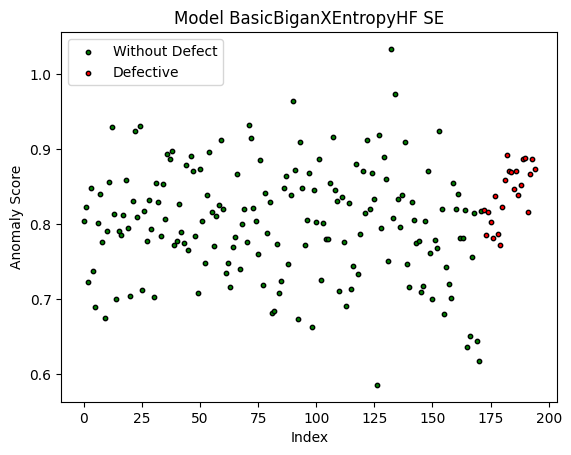 Model BasicBiganXEntropyHF SE
Without Defect
Defective
Anomaly Score
1.0
0.9
0.8
0.7
0.6
0 25 50 75 100 125 150 175 200
Index